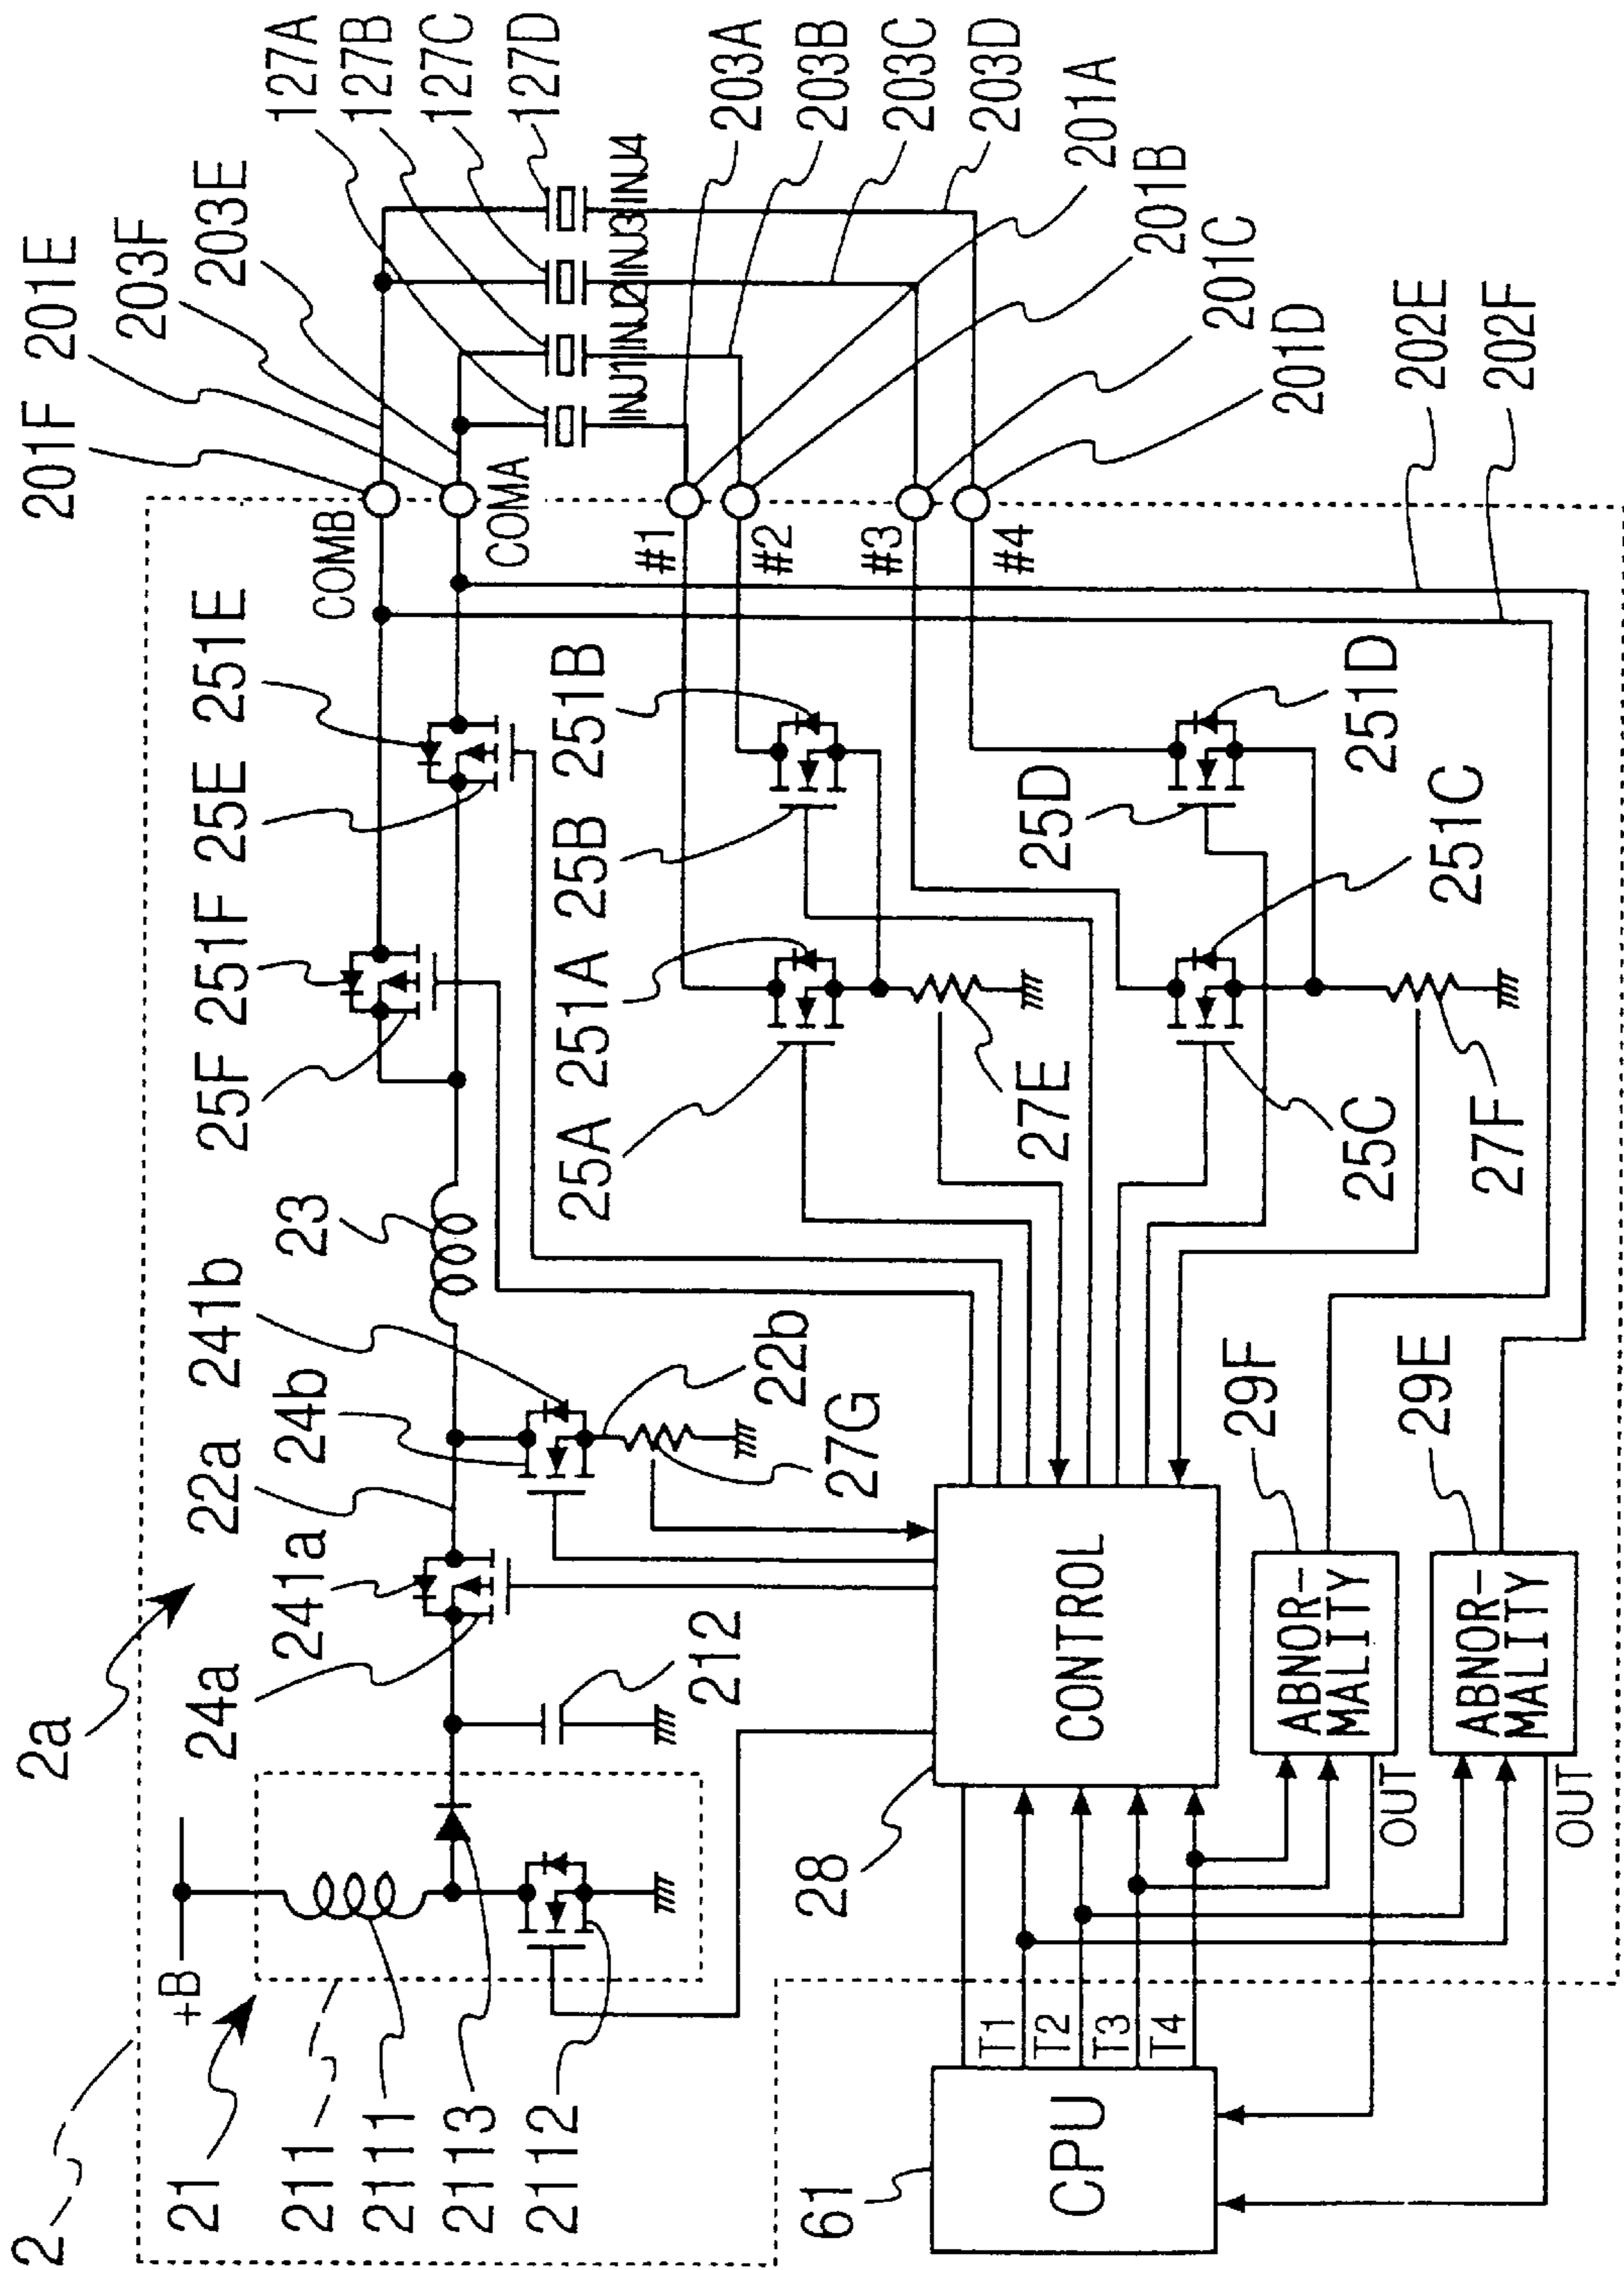 2
2a
21
+B
211
2111
2113
2112
24a
241a
22a
241b
24b
212
22b
27G
23
25F
251F
25E
251E
201F
201E
203F
203E
COMB
COMA
127A
127B
127C
127D
INJ1
INJ2
INJ3
INJ4
203A
203B
203C
203D
201A
201B
201C
201D
#1
#2
#3
#4
202E
202F
25A
251A
25B
251B
27E
25D
251D
25C
251C
27F
28
CONTROL
29F
ABNOR-
MALITY
OUT
29E
ABNOR-
MALITY
OUT
61
CPU
T1
T2
T3
T4